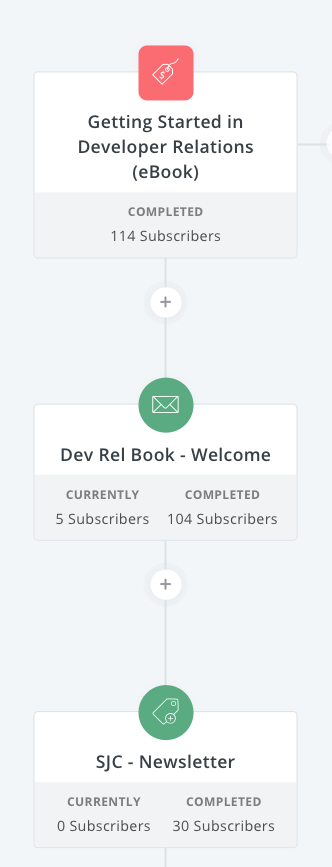 Getting Started in
Developer Relations
(eBook)
COMPLETED
114 Subscribers
Dev Rel Book - Welcome
CURRENTLY COMPLETED
5 Subscribers 104 Subscribers
SJC - Newsletter
CURRENTLY COMPLETED
0 Subscribers 30 Subscribers